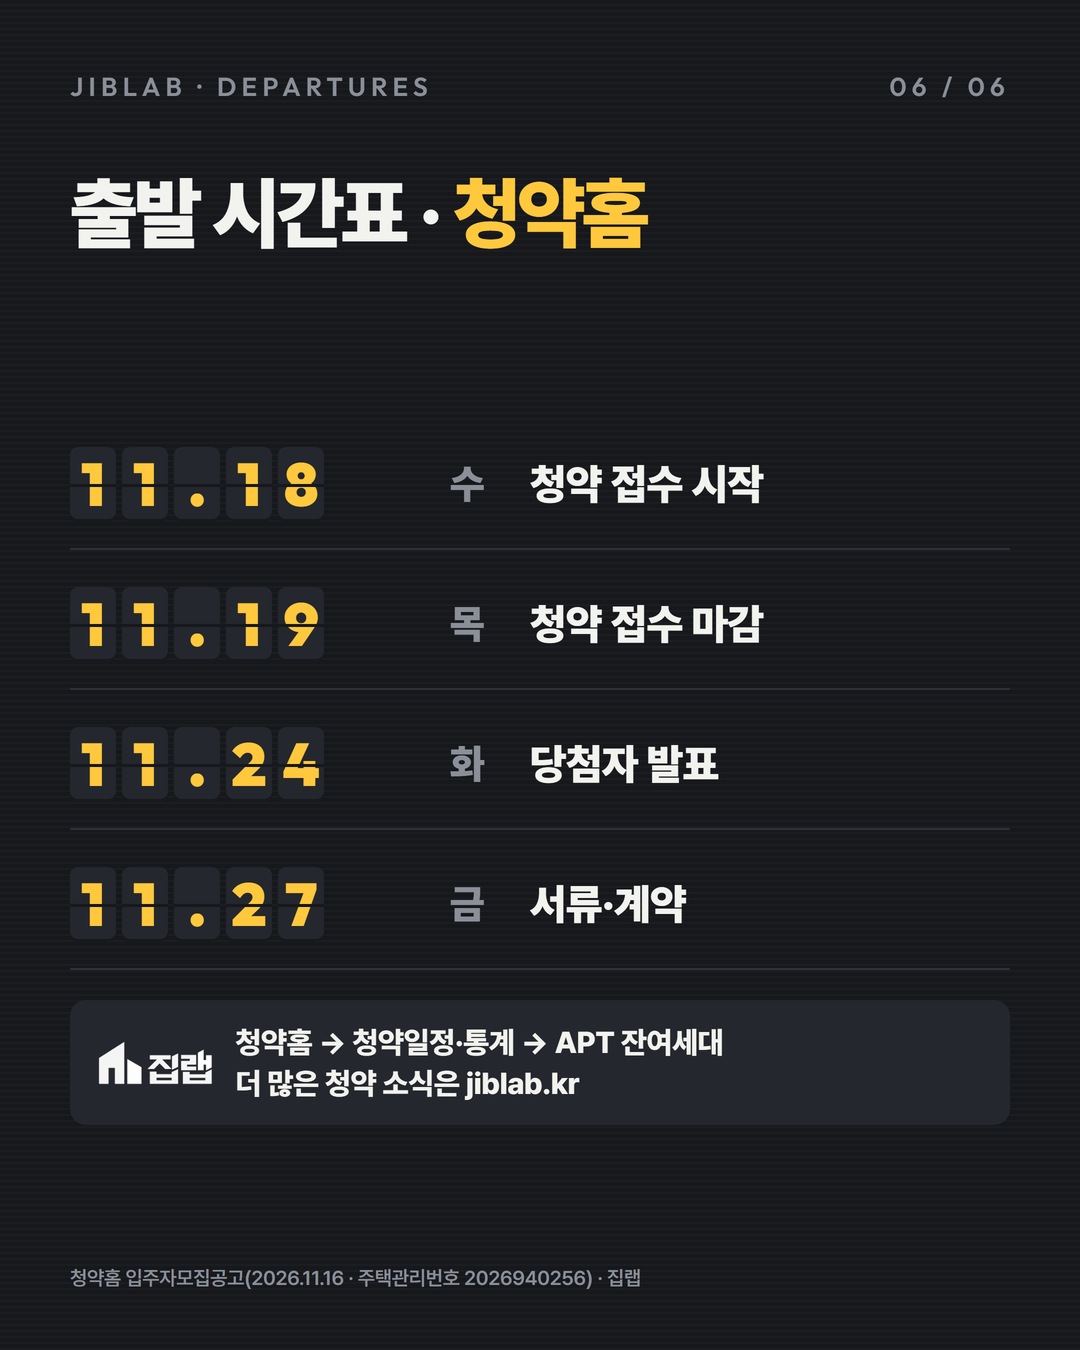 JIBLAB · DEPARTURES
06 / 06
출발 시간표 · 청약홈
11.18 수 청약 접수 시작
11.19 목 청약 접수 마감
11.24 화 당첨자 발표
11.27 금 서류·계약
집랩
청약홈 → 청약일정·통계 → APT 잔여세대
더 많은 청약 소식은 jiblab.kr
청약홈 입주자모집공고(2026.11.16 · 주택관리번호 2026940256) · 집랩